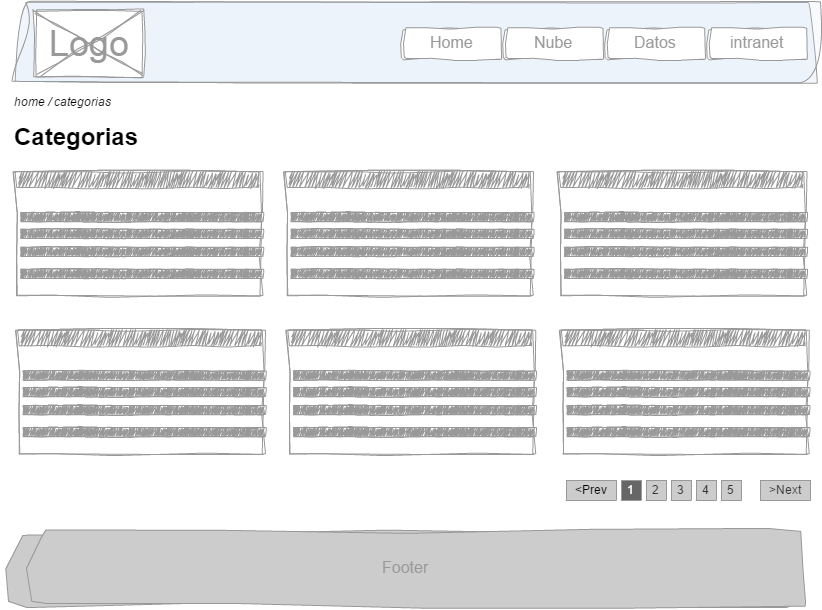 Logo
Home Nube Datos intranet
home / categorias
Categorias
<Prev 1 2 3 4 5 >Next
Footer